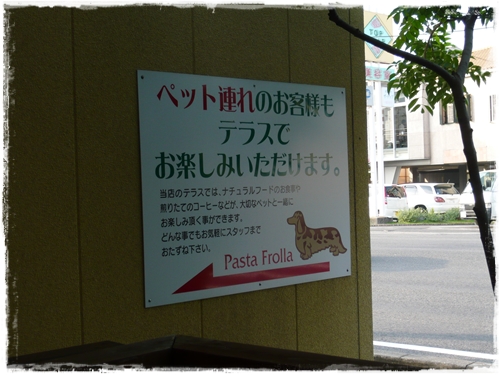 ペット連れのお客様も
テラスで
お楽しみいただけます。
当店のテラスでは、ナチュラルフードのお食事や
煎りたてのコーヒーなどが、大切なペットと一緒に
お楽しみ頂く事ができます。
どんな事でもお気軽にスタッフまで
おたずね下さい。
Pasta Frolla